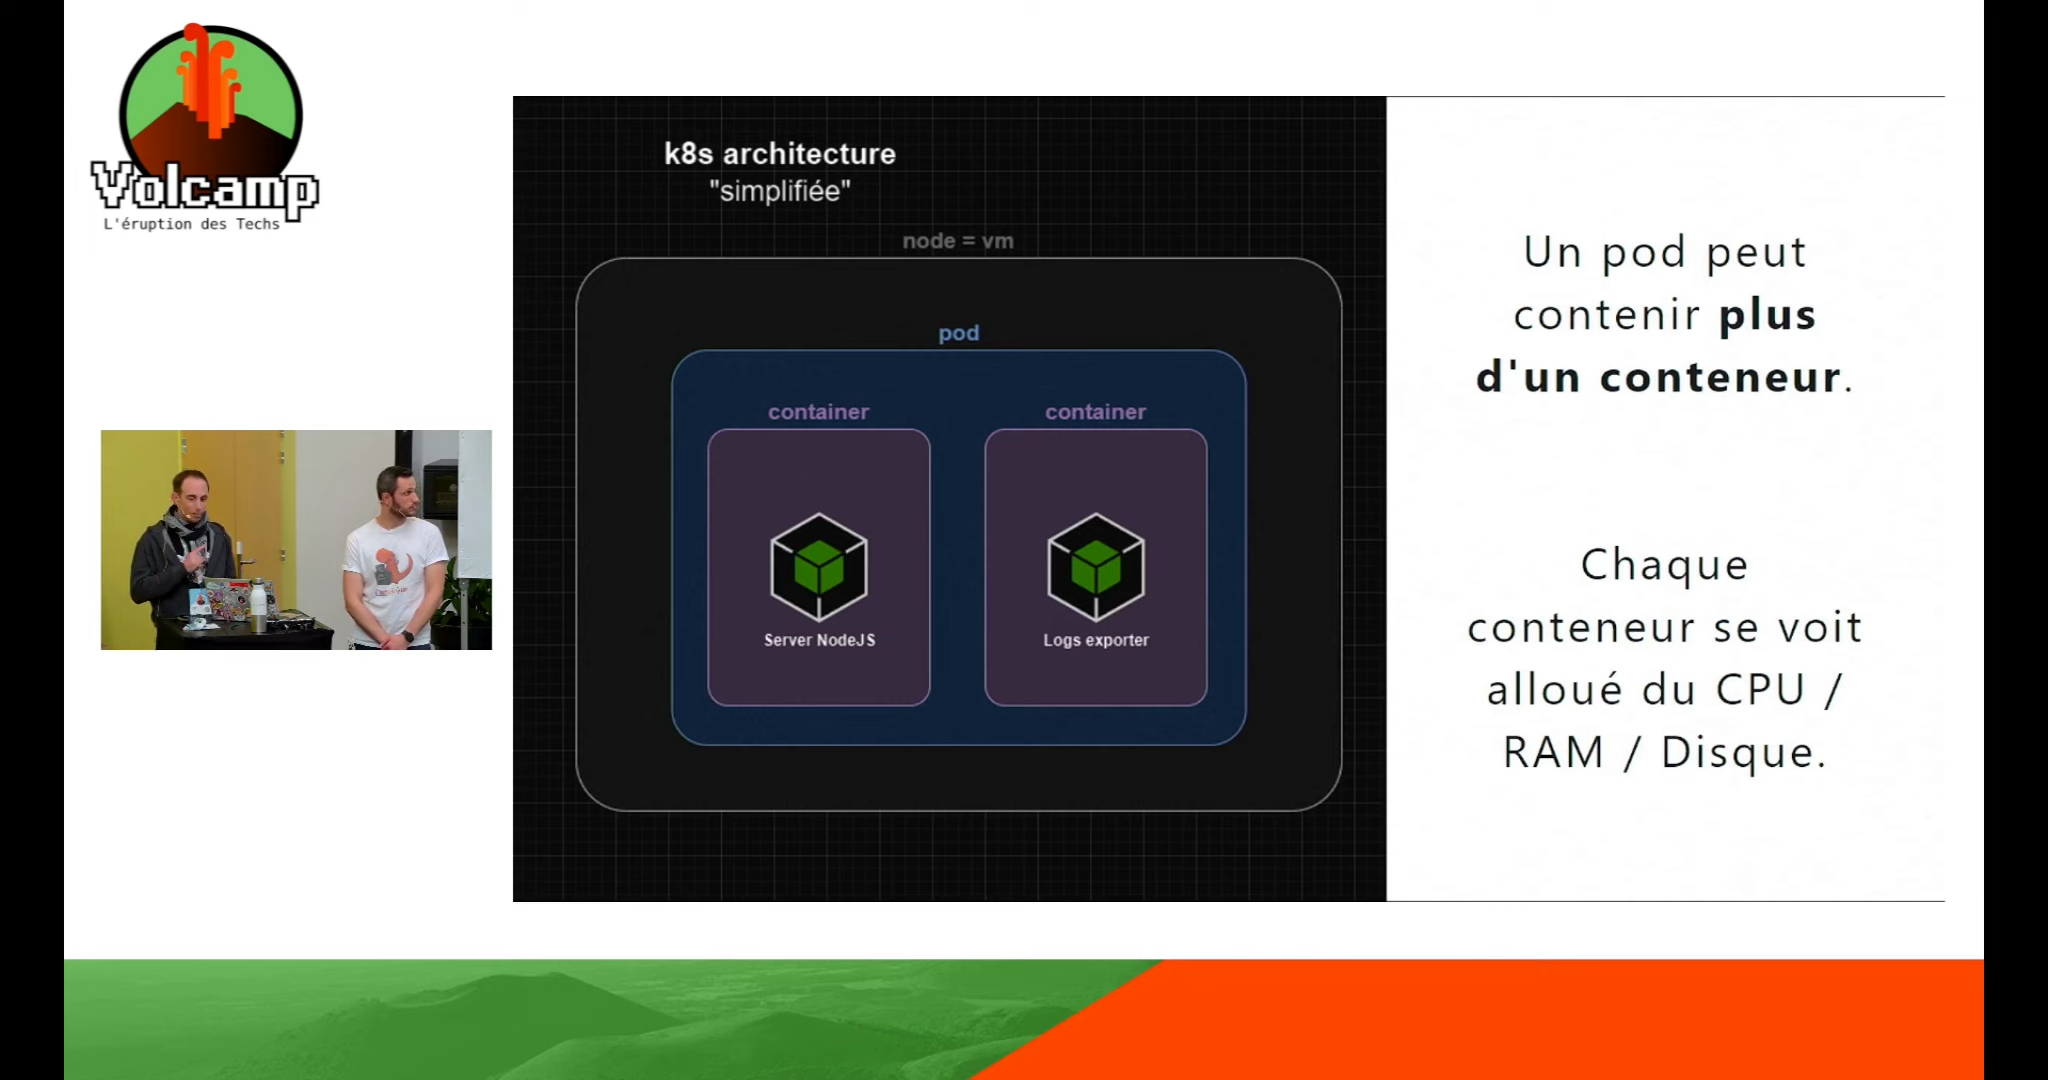 Volcamp
L'éruption des Techs
k8s architecture
"simplifiée"
node = vm
pod
container
container
Server NodeJS
Logs exporter
Un pod peut
contenir plus
d'un conteneur.
Chaque
conteneur se voit
alloué du CPU /
RAM / Disque.